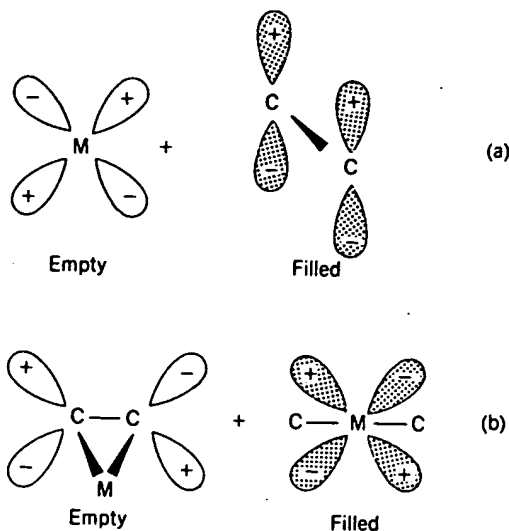 +
− + C +
M + C (a)
−
+ −
−
Empty Filled
+ − + −
C — C + C — M — C (b)
− + − +
M
Empty Filled